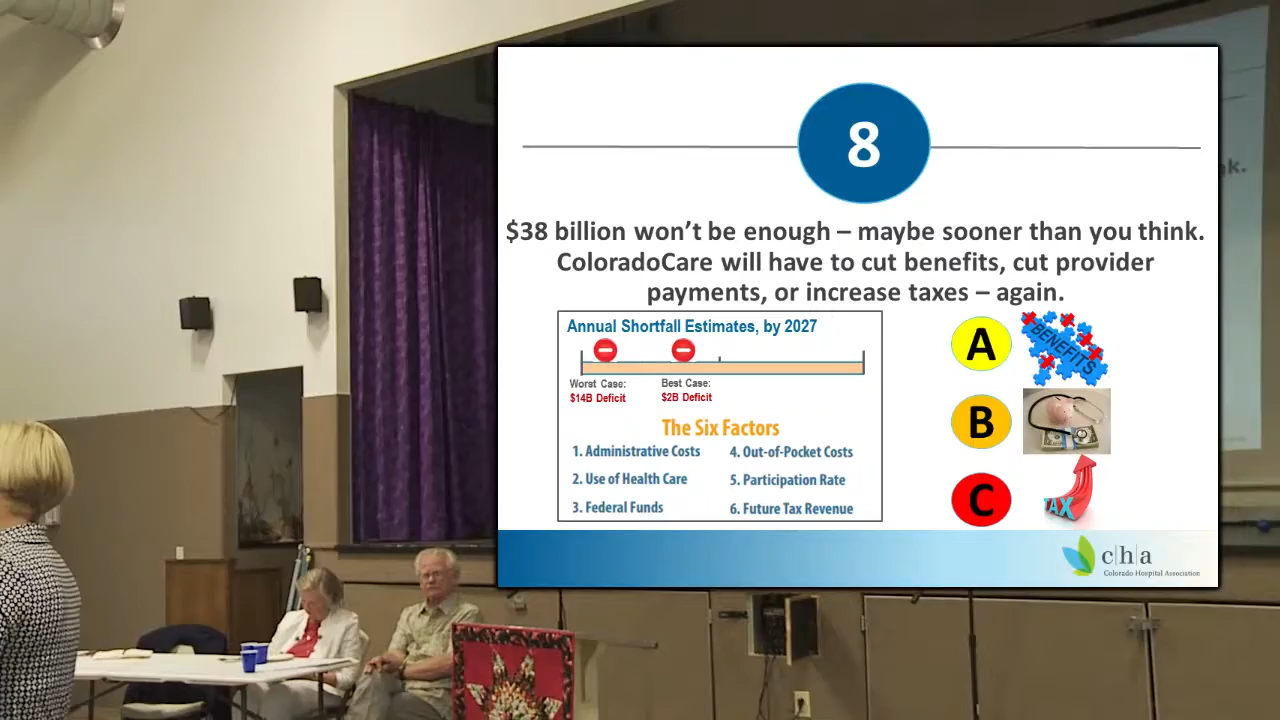 8
$38 billion won't be enough – maybe sooner than you think.
ColoradoCare will have to cut benefits, cut provider
payments, or increase taxes – again.
Annual Shortfall Estimates, by 2027
Worst Case:
$14B Deficit
Best Case:
$2B Deficit
The Six Factors
1. Administrative Costs
2. Use of Health Care
3. Federal Funds
4. Out-of-Pocket Costs
5. Participation Rate
6. Future Tax Revenue
A
BENEFITS
B
C
TAX
c|h|a
Colorado Hospital Association